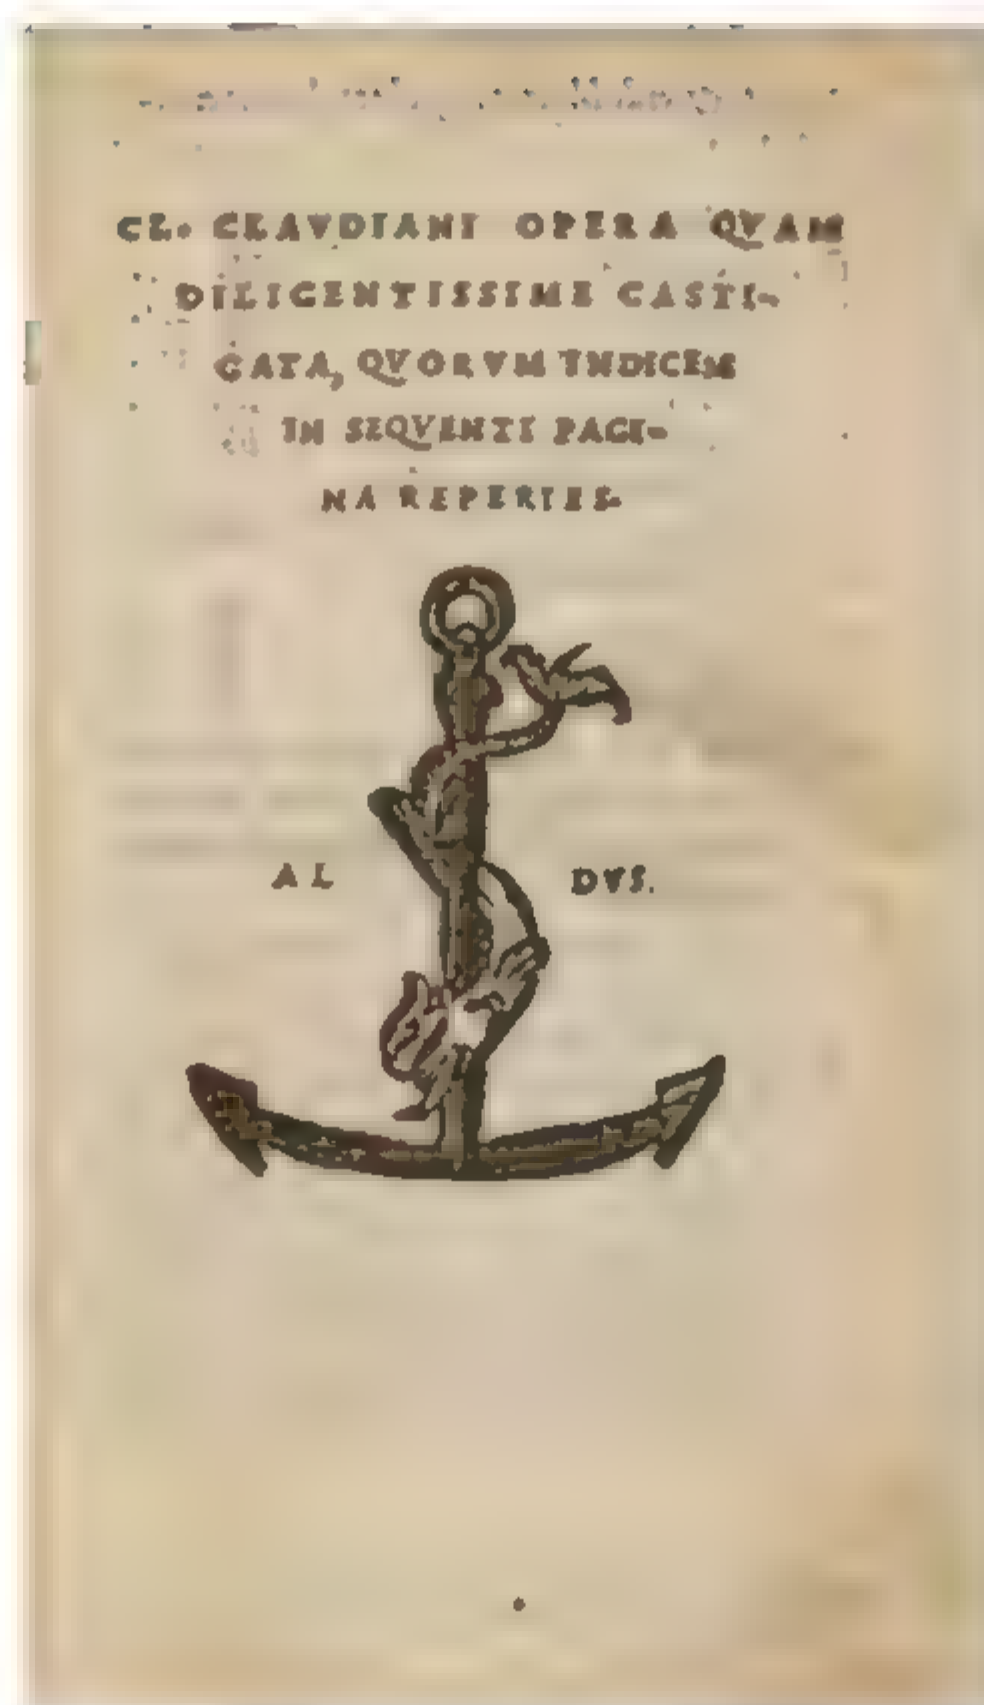 CL. CLAVDIANI OPERA QVAM
DILIGENTISSIME CASTI-
GATA, QVORVM INDICEM
IN SEQVENTI PAGI-
NA REPERIES.
AL DVS.